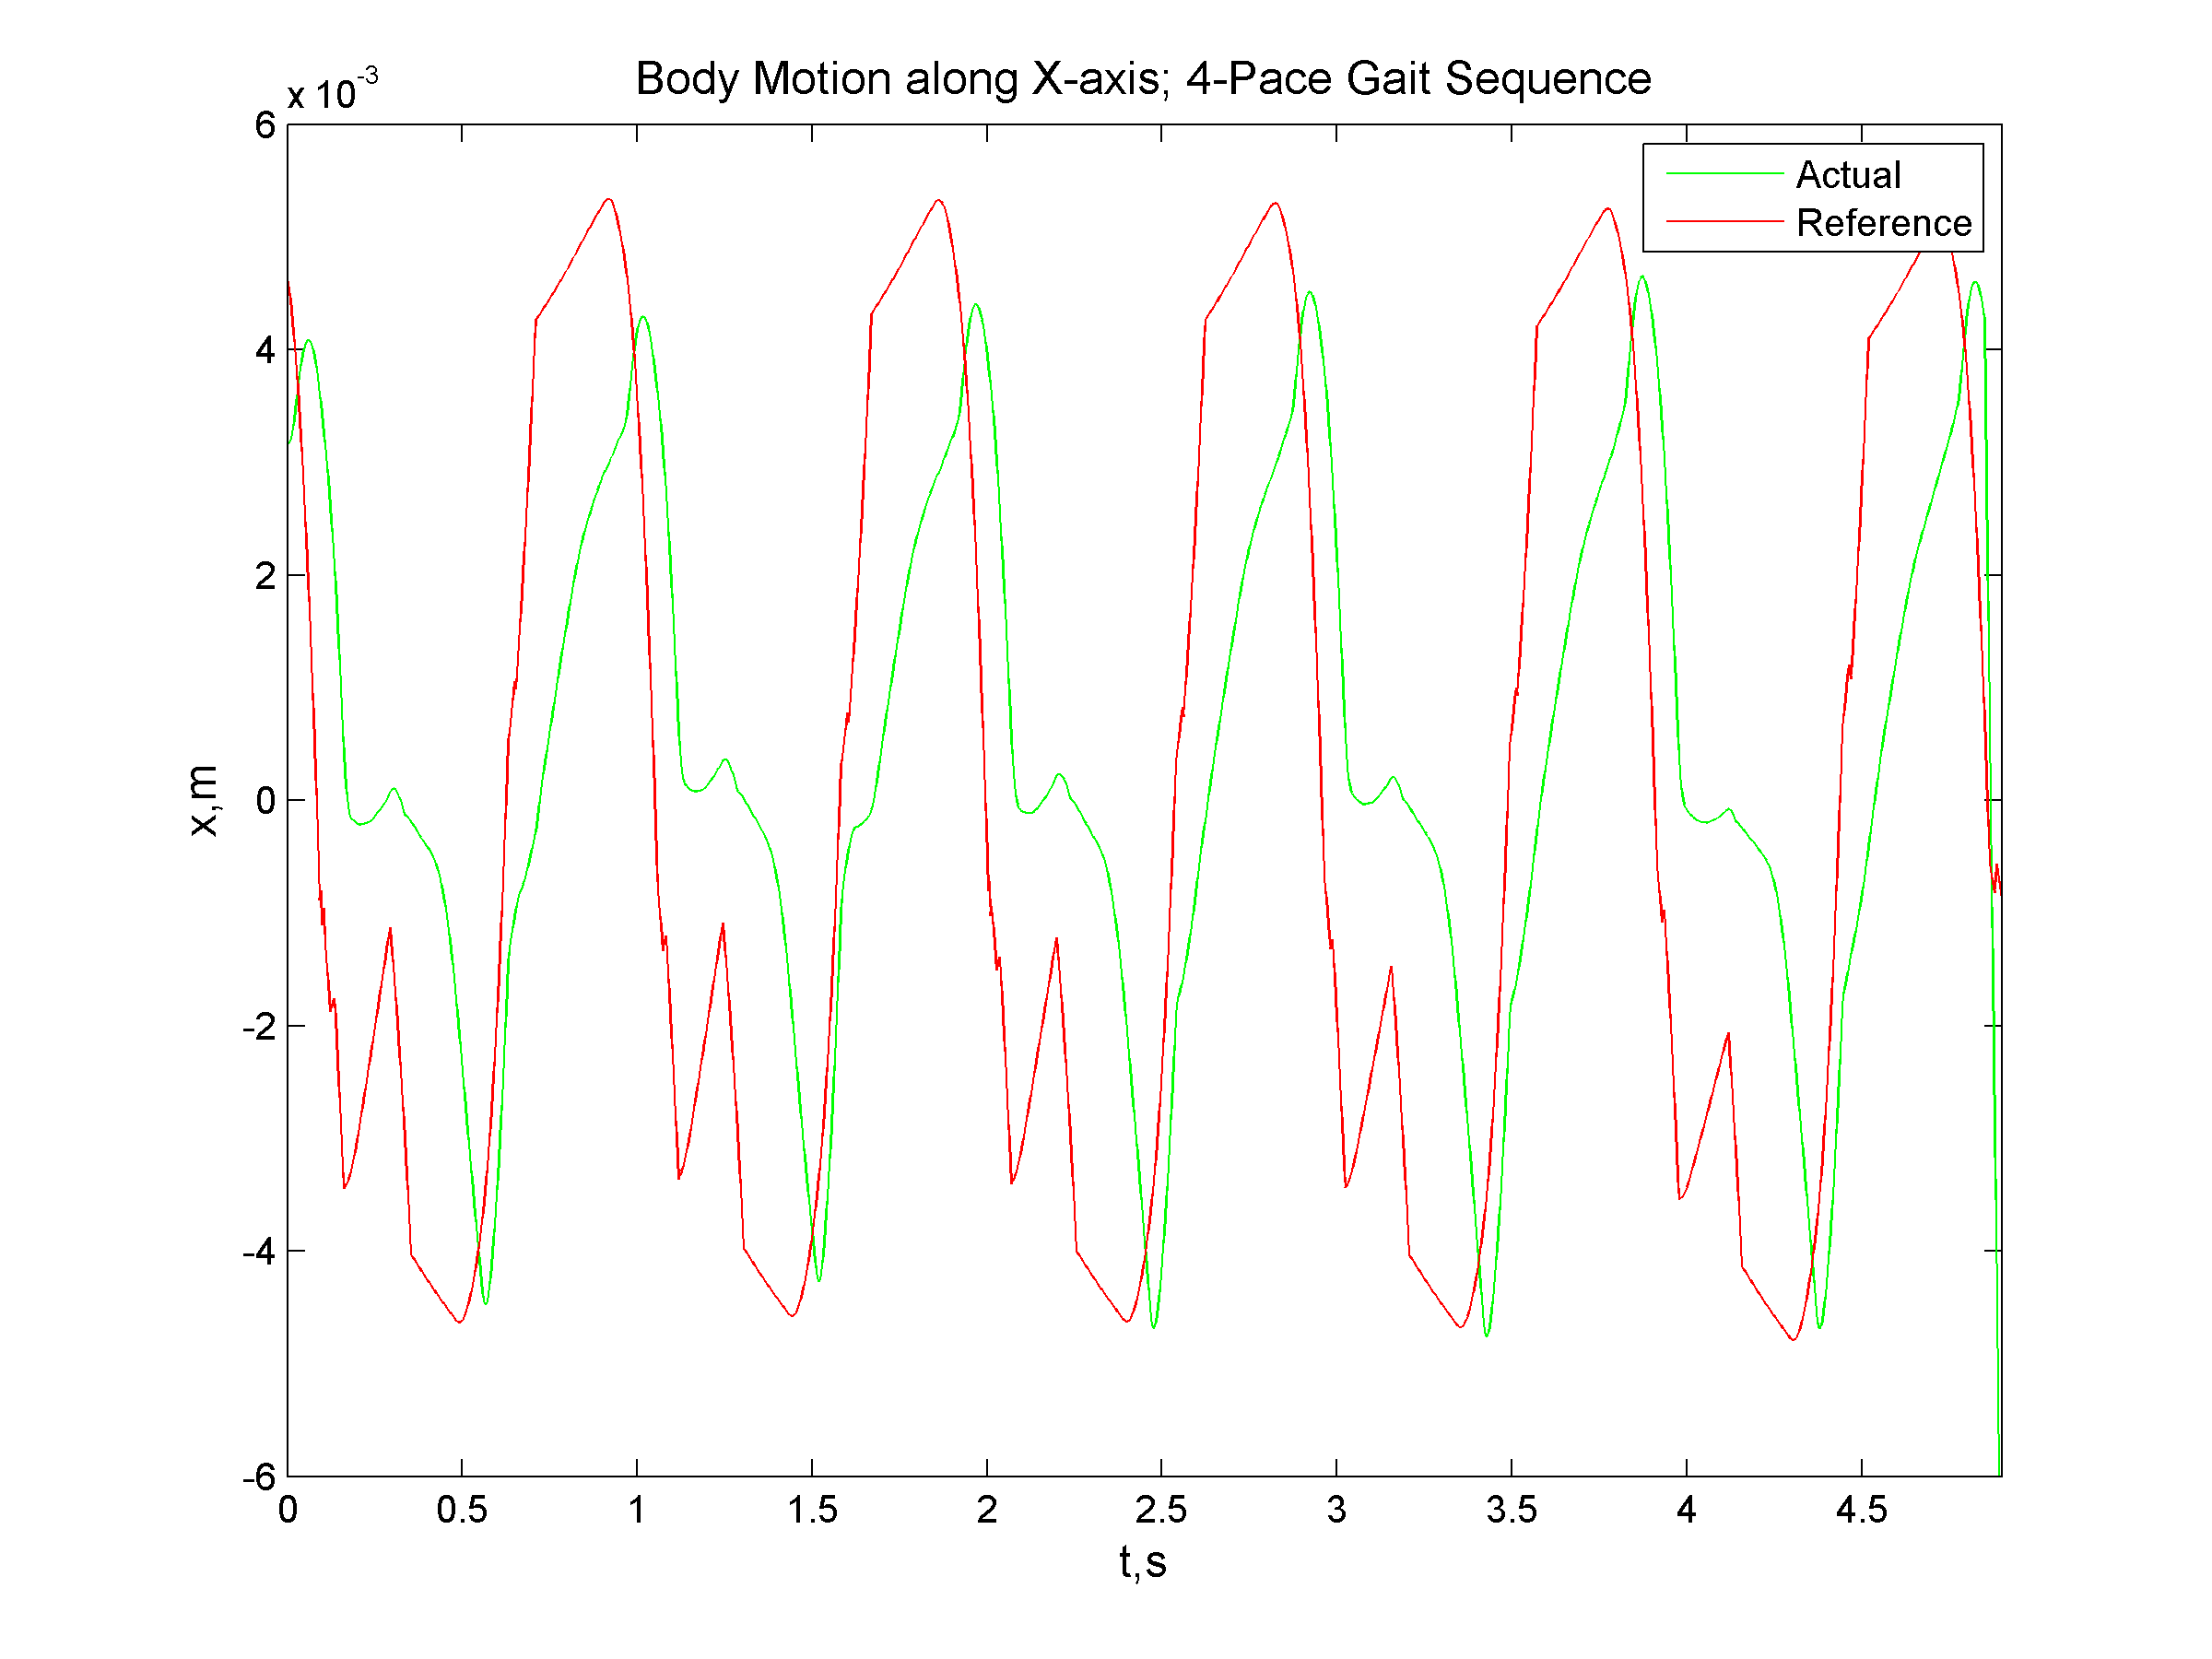 Body Motion along X-axis; 4-Pace Gait Sequence
x 10^-3
6
4
2
0
-2
-4
-6
x,m
0 0.5 1 1.5 2 2.5 3 3.5 4 4.5
t,s
Actual
Reference